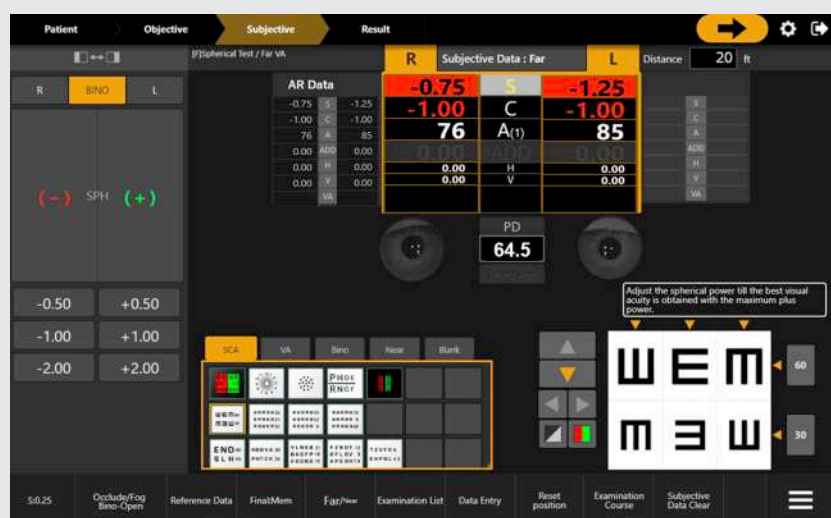 Patient Objective Subjective Result
[F]Spherical Test / Far VA
R Subjective Data : Far L
Distance 20 ft
R BINO L
(-) SPH (+)
-0.50 +0.50
-1.00 +1.00
-2.00 +2.00
AR Data
-0.75 S -1.25
-1.00 C -1.00
76 A 85
0.00 ADD 0.00
0.00 H 0.00
0.00 V 0.00
VA
-0.75 S -1.25
-1.00 C -1.00
76 A(1) 85
0.00 ADD 0.00
0.00 H 0.00
0.00 V 0.00
S
C
A
ADD
H
V
VA
PD
64.5
Adjust the spherical power till the best visual
acuity is obtained with the maximum plus
power.
SCA VA Bino Near Blank
PHOE
RNCF
END
SLH
60
30
S:0.25
Occlude/Fog
Bino-Open
Reference Data
Final:Mem
Far/Near
Examination List
Data Entry
Reset
position
Examination
Course
Subjective
Data Clear